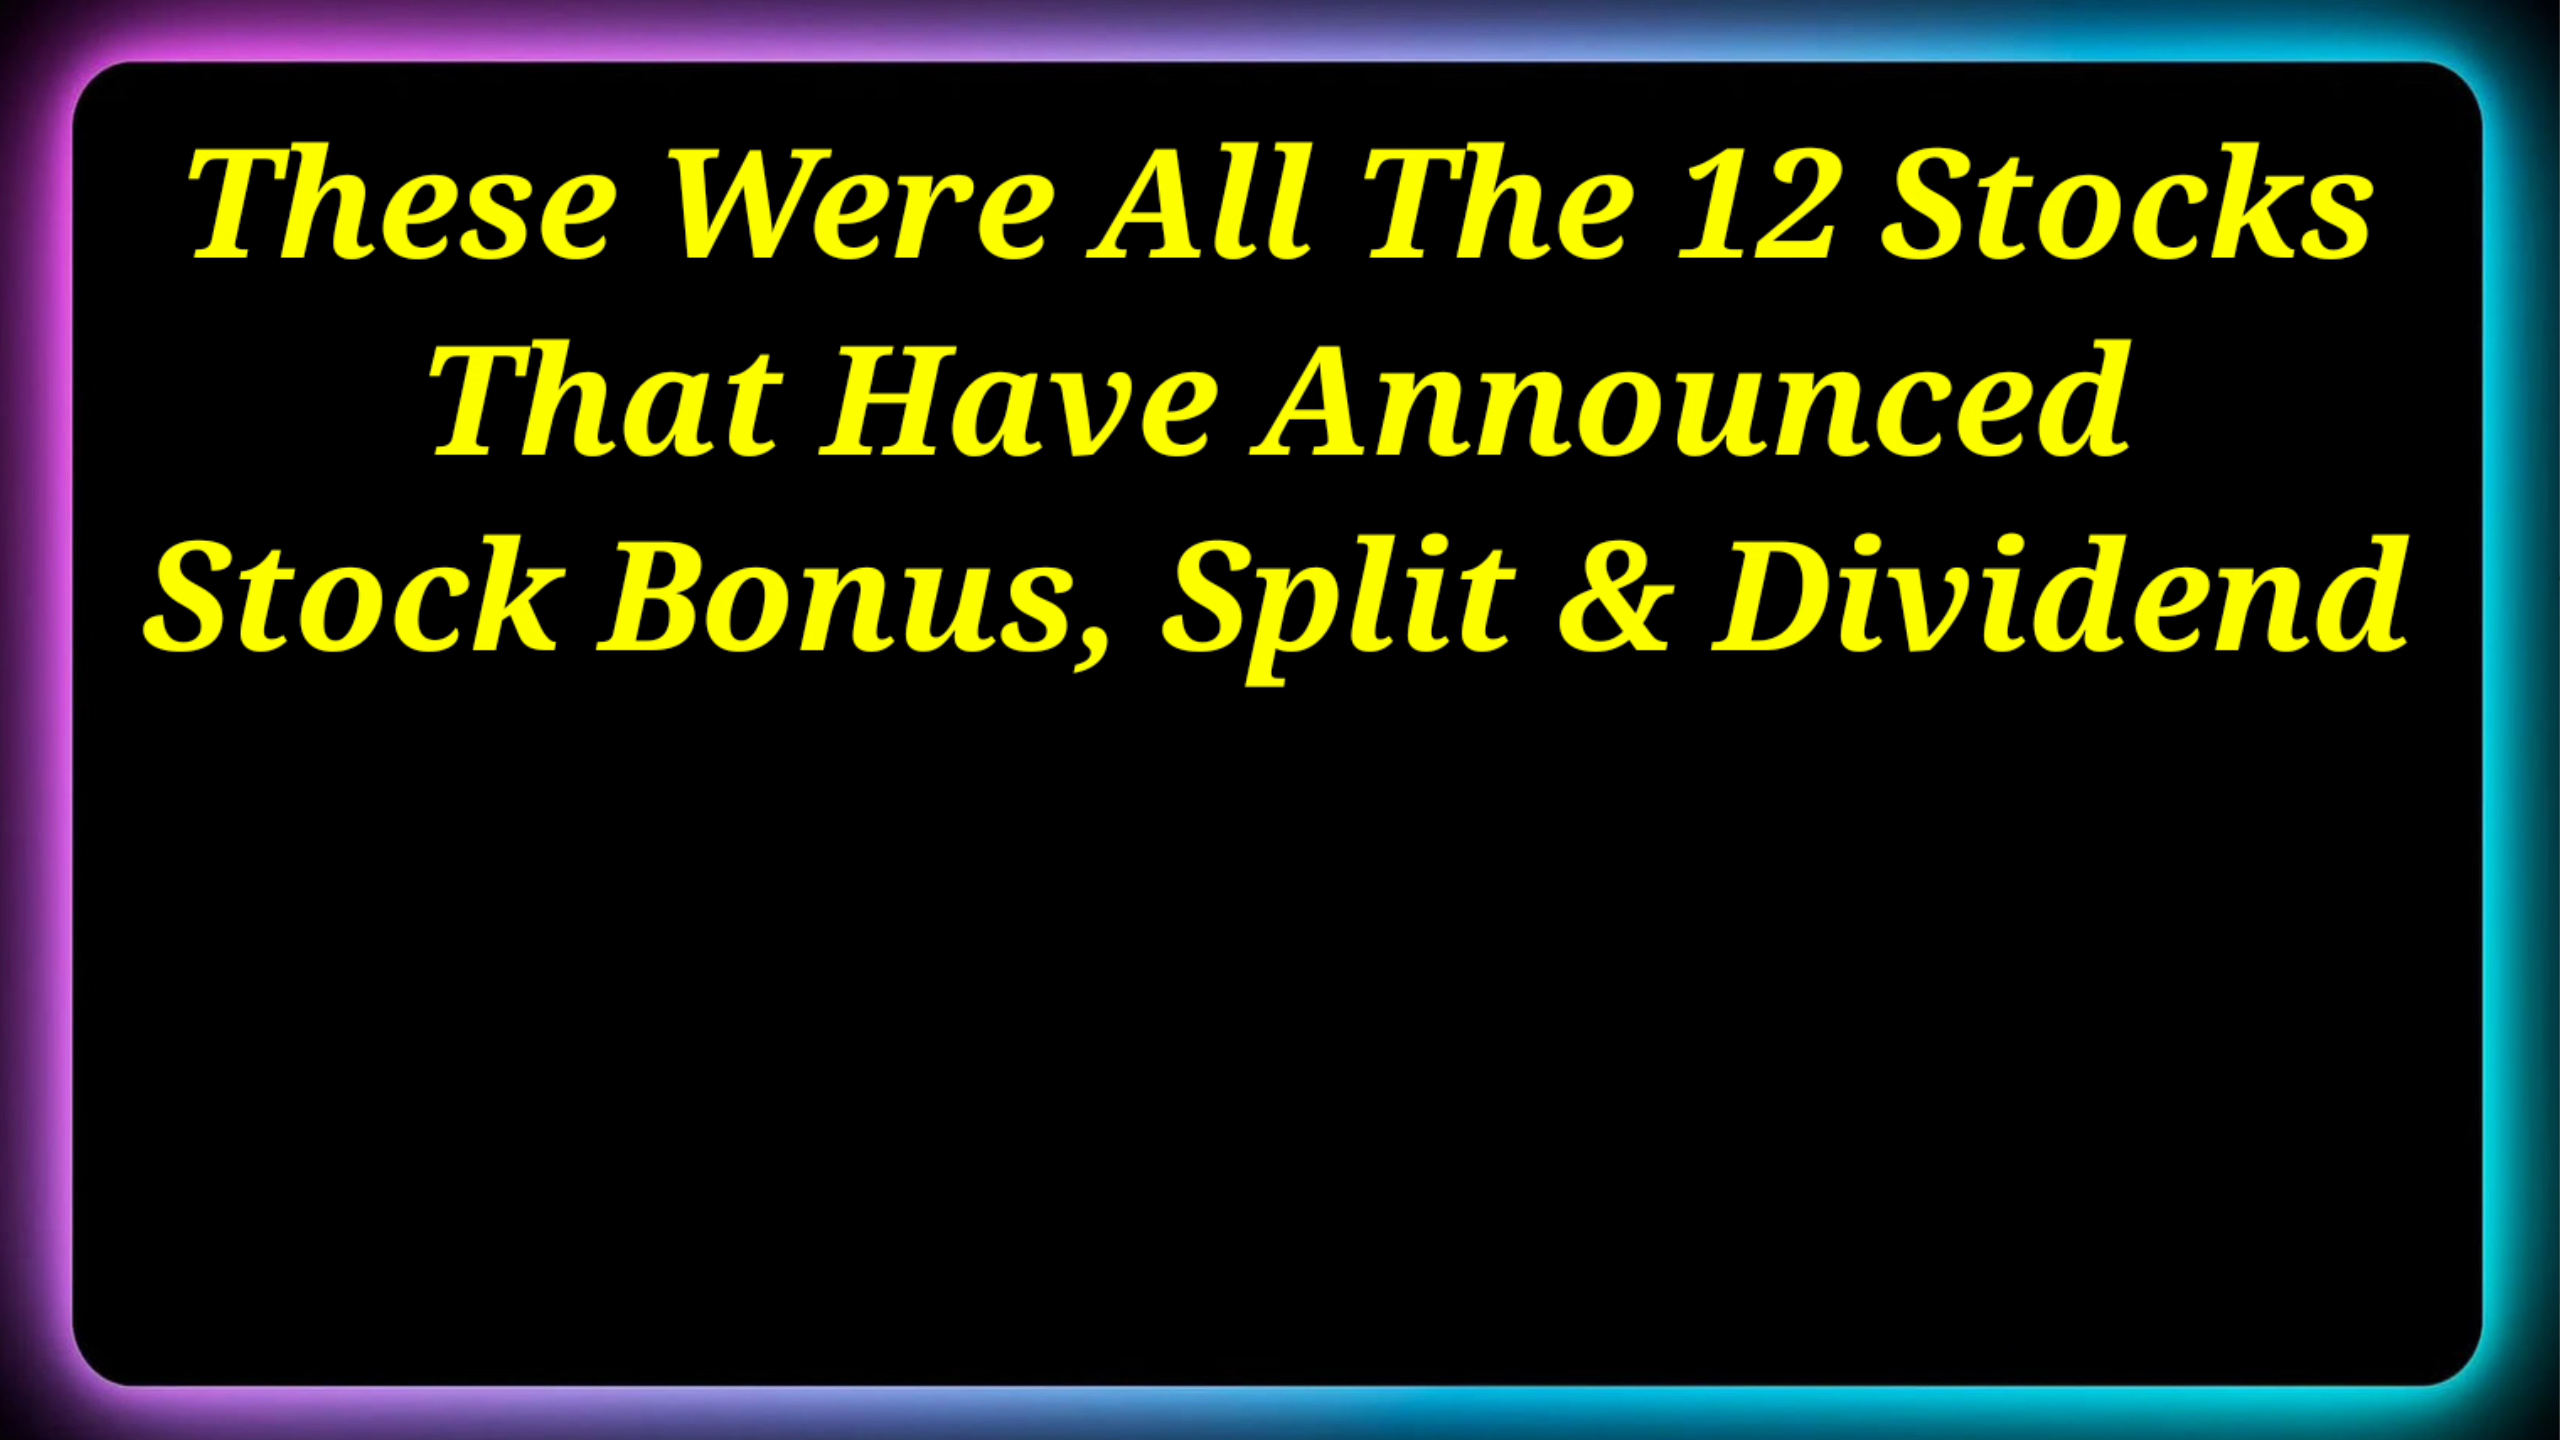 These Were All The 12 Stocks
That Have Announced
Stock Bonus, Split & Dividend